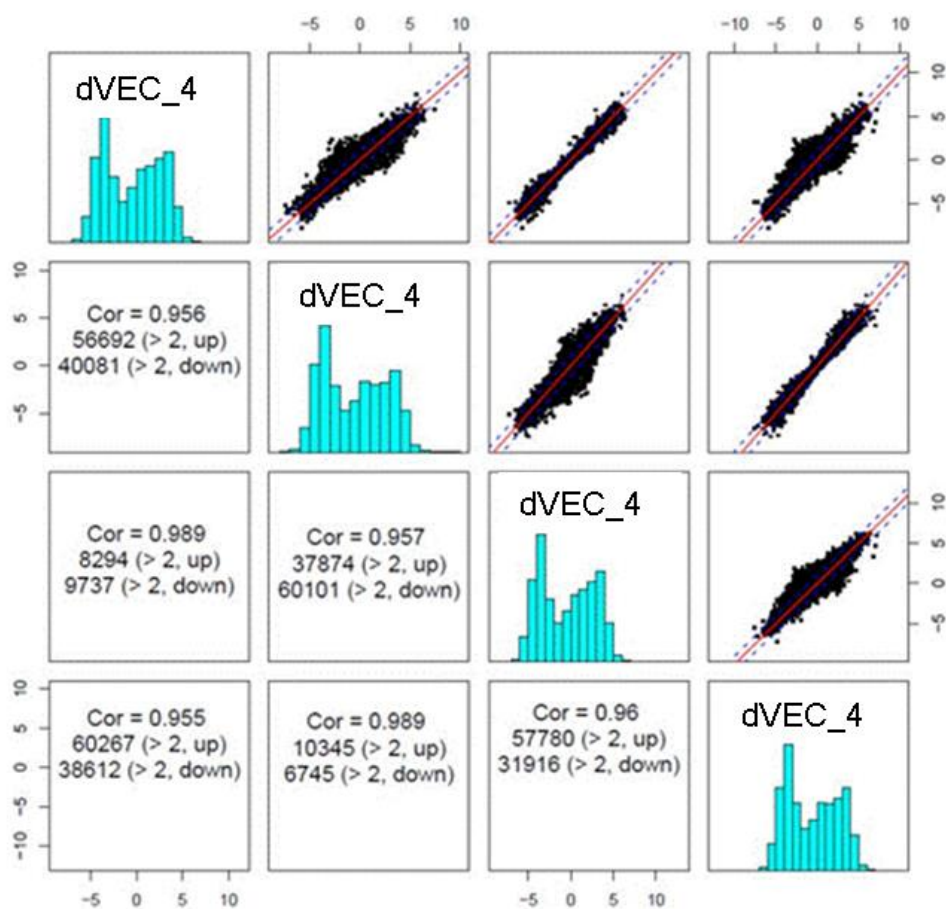 −5 0 5 10 −10 −5 0 5 10
dVEC_4
10
5
0
−5
10
5
0
−5
Cor = 0.956
56692 (> 2, up)
40081 (> 2, down)
dVEC_4
Cor = 0.989
8294 (> 2, up)
9737 (> 2, down)
Cor = 0.957
37874 (> 2, up)
60101 (> 2, down)
dVEC_4
10
5
0
−5
10
5
0
−5
−10
Cor = 0.955
60267 (> 2, up)
38612 (> 2, down)
Cor = 0.989
10345 (> 2, up)
6745 (> 2, down)
Cor = 0.96
57780 (> 2, up)
31916 (> 2, down)
dVEC_4
−5 0 5 10 −5 0 5 10